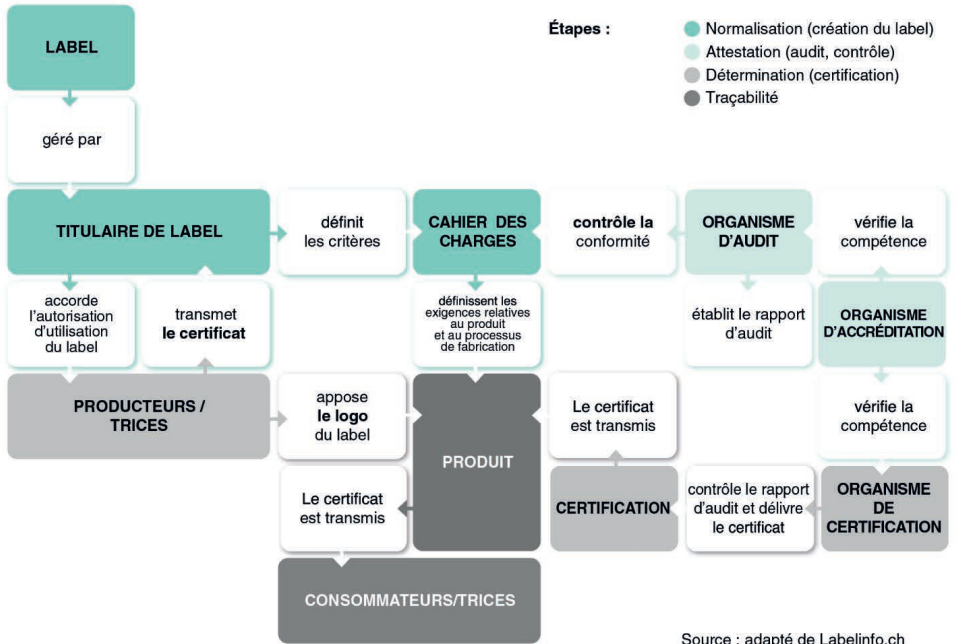 LABEL
Étapes :
Normalisation (création du label)
Attestation (audit, contrôle)
Détermination (certification)
Traçabilité
géré par
TITULAIRE DE LABEL
définit
les critères
CAHIER DES
CHARGES
contrôle la
conformité
ORGANISME
D'AUDIT
vérifie la
compétence
accorde
l'autorisation
d'utilisation
du label
transmet
le certificat
définissent les
exigences relatives
au produit
et au processus
de fabrication
établit le rapport
d'audit
ORGANISME
D'ACCRÉDITATION
PRODUCTEURS /
TRICES
appose
le logo
du label
PRODUIT
Le certificat
est transmis
vérifie la
compétence
Le certificat
est transmis
CERTIFICATION
contrôle le rapport
d'audit et délivre
le certificat
ORGANISME
DE
CERTIFICATION
CONSOMMATEURS/TRICES
Source : adapté de Labelinfo.ch